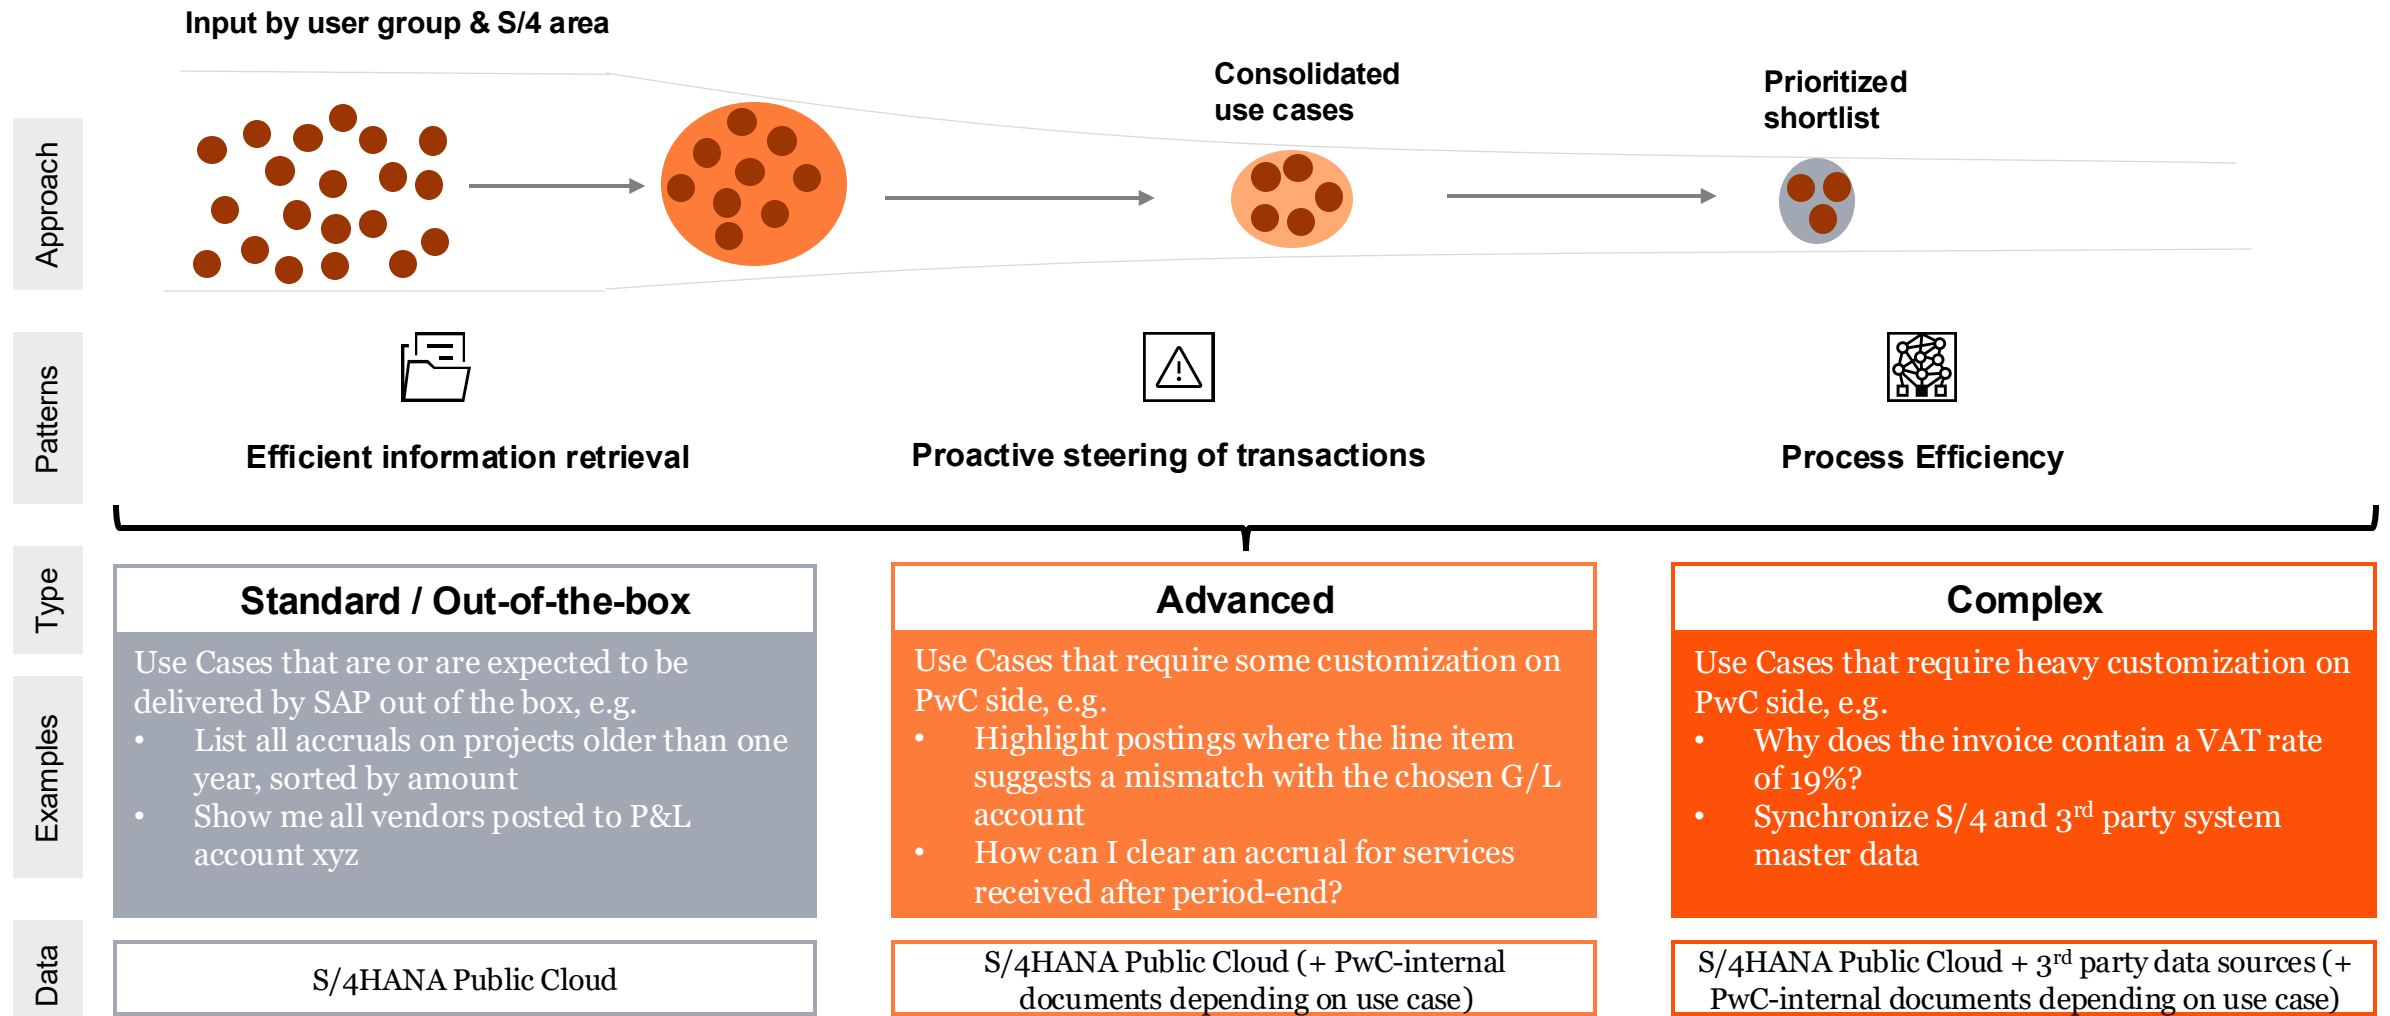 Input by user group & S/4 area
Consolidated
use cases
Prioritized
shortlist
Approach
Patterns
Efficient information retrieval
Proactive steering of transactions
Process Efficiency
Type
Standard / Out-of-the-box
Advanced
Complex
Examples
Use Cases that are or are expected to be
delivered by SAP out of the box, e.g.
• List all accruals on projects older than one
year, sorted by amount
• Show me all vendors posted to P&L
account xyz
Use Cases that require some customization on
PwC side, e.g.
• Highlight postings where the line item
suggests a mismatch with the chosen G/L
account
• How can I clear an accrual for services
received after period-end?
Use Cases that require heavy customization on
PwC side, e.g.
• Why does the invoice contain a VAT rate
of 19%?
• Synchronize S/4 and 3rd party system
master data
Data
S/4HANA Public Cloud
S/4HANA Public Cloud (+ PwC-internal
documents depending on use case)
S/4HANA Public Cloud + 3rd party data sources (+
PwC-internal documents depending on use case)